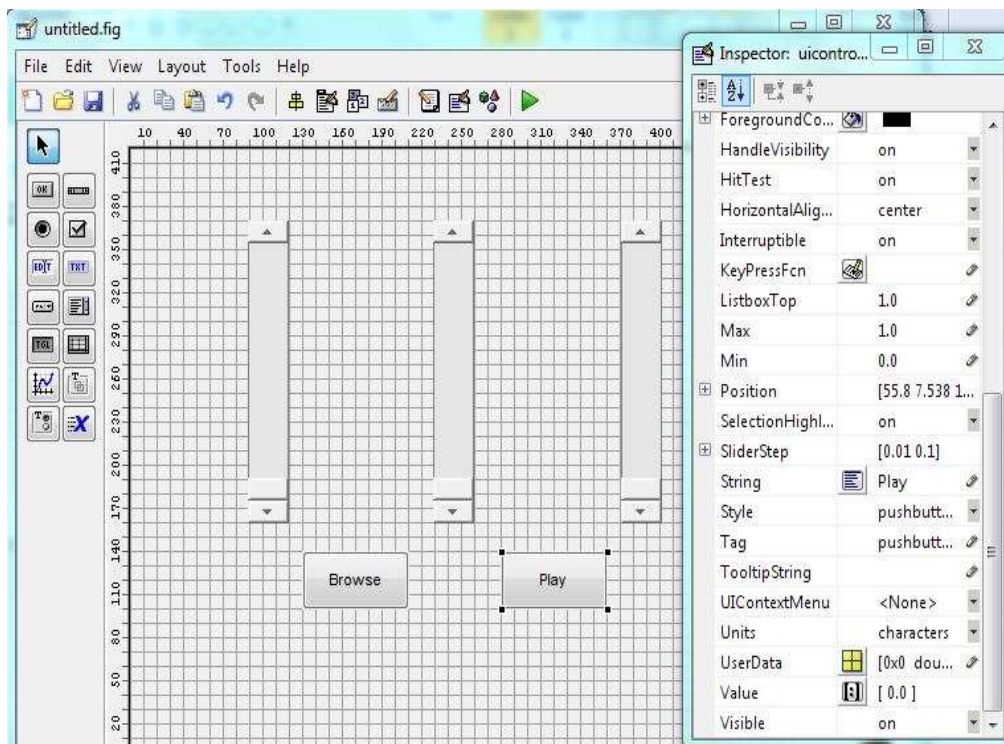 untitled.fig
File Edit View Layout Tools Help
10 40 70 100 130 160 190 220 250 280 310 340 370 400
410
380
350
320
290
260
230
200
170
140
110
80
50
20
OK
EDIT TXT
TGL
T
T
X
Browse
Play
Inspector: uicontro...
ForegroundCo...
HandleVisibility on
HitTest on
HorizontalAlig... center
Interruptible on
KeyPressFcn
ListboxTop 1.0
Max 1.0
Min 0.0
Position [55.8 7.538 1...
SelectionHighl... on
SliderStep [0.01 0.1]
String Play
Style pushbutt...
Tag pushbutt...
TooltipString
UIContextMenu <None>
Units characters
UserData [0x0 dou...
Value [ 0.0 ]
Visible on